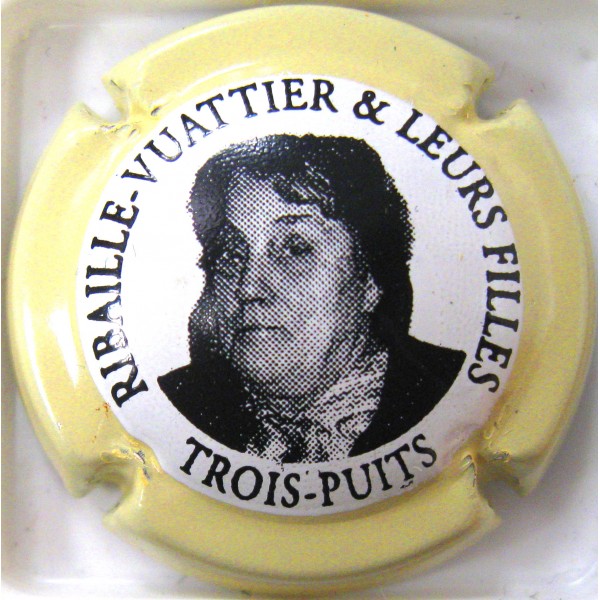 RIBAILLE-VUATTIER & LEURS FILLES
TROIS-PUITS